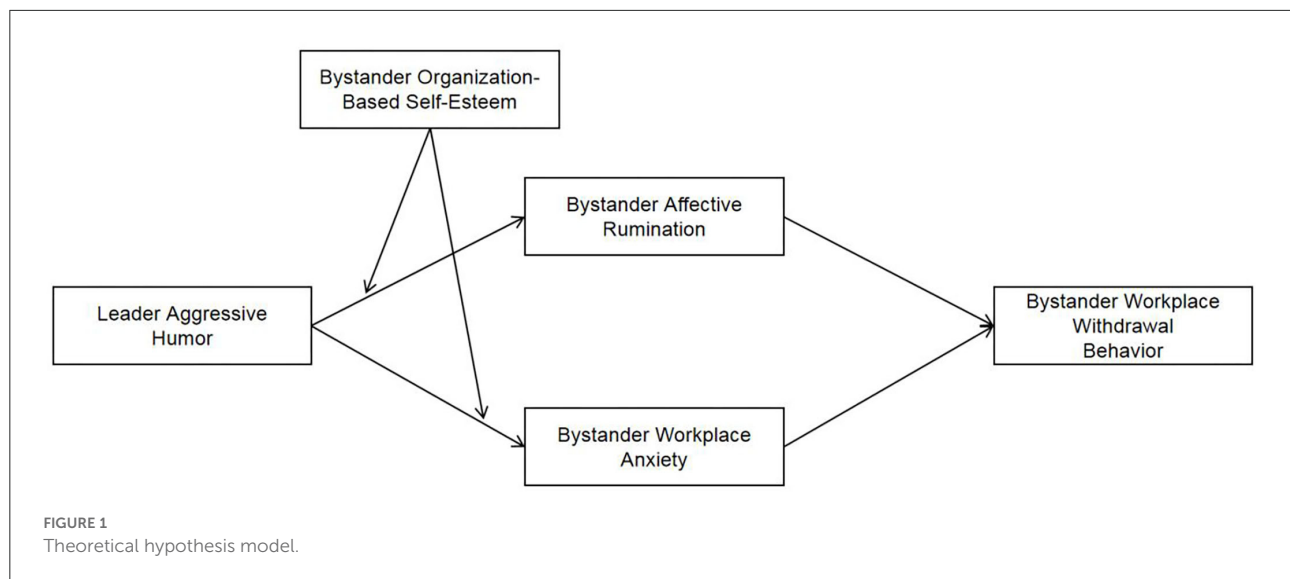 Bystander Organization-
Based Self-Esteem
Bystander Affective
Rumination
Leader Aggressive
Humor
Bystander Workplace
Withdrawal
Behavior
Bystander Workplace
Anxiety
FIGURE 1
Theoretical hypothesis model.